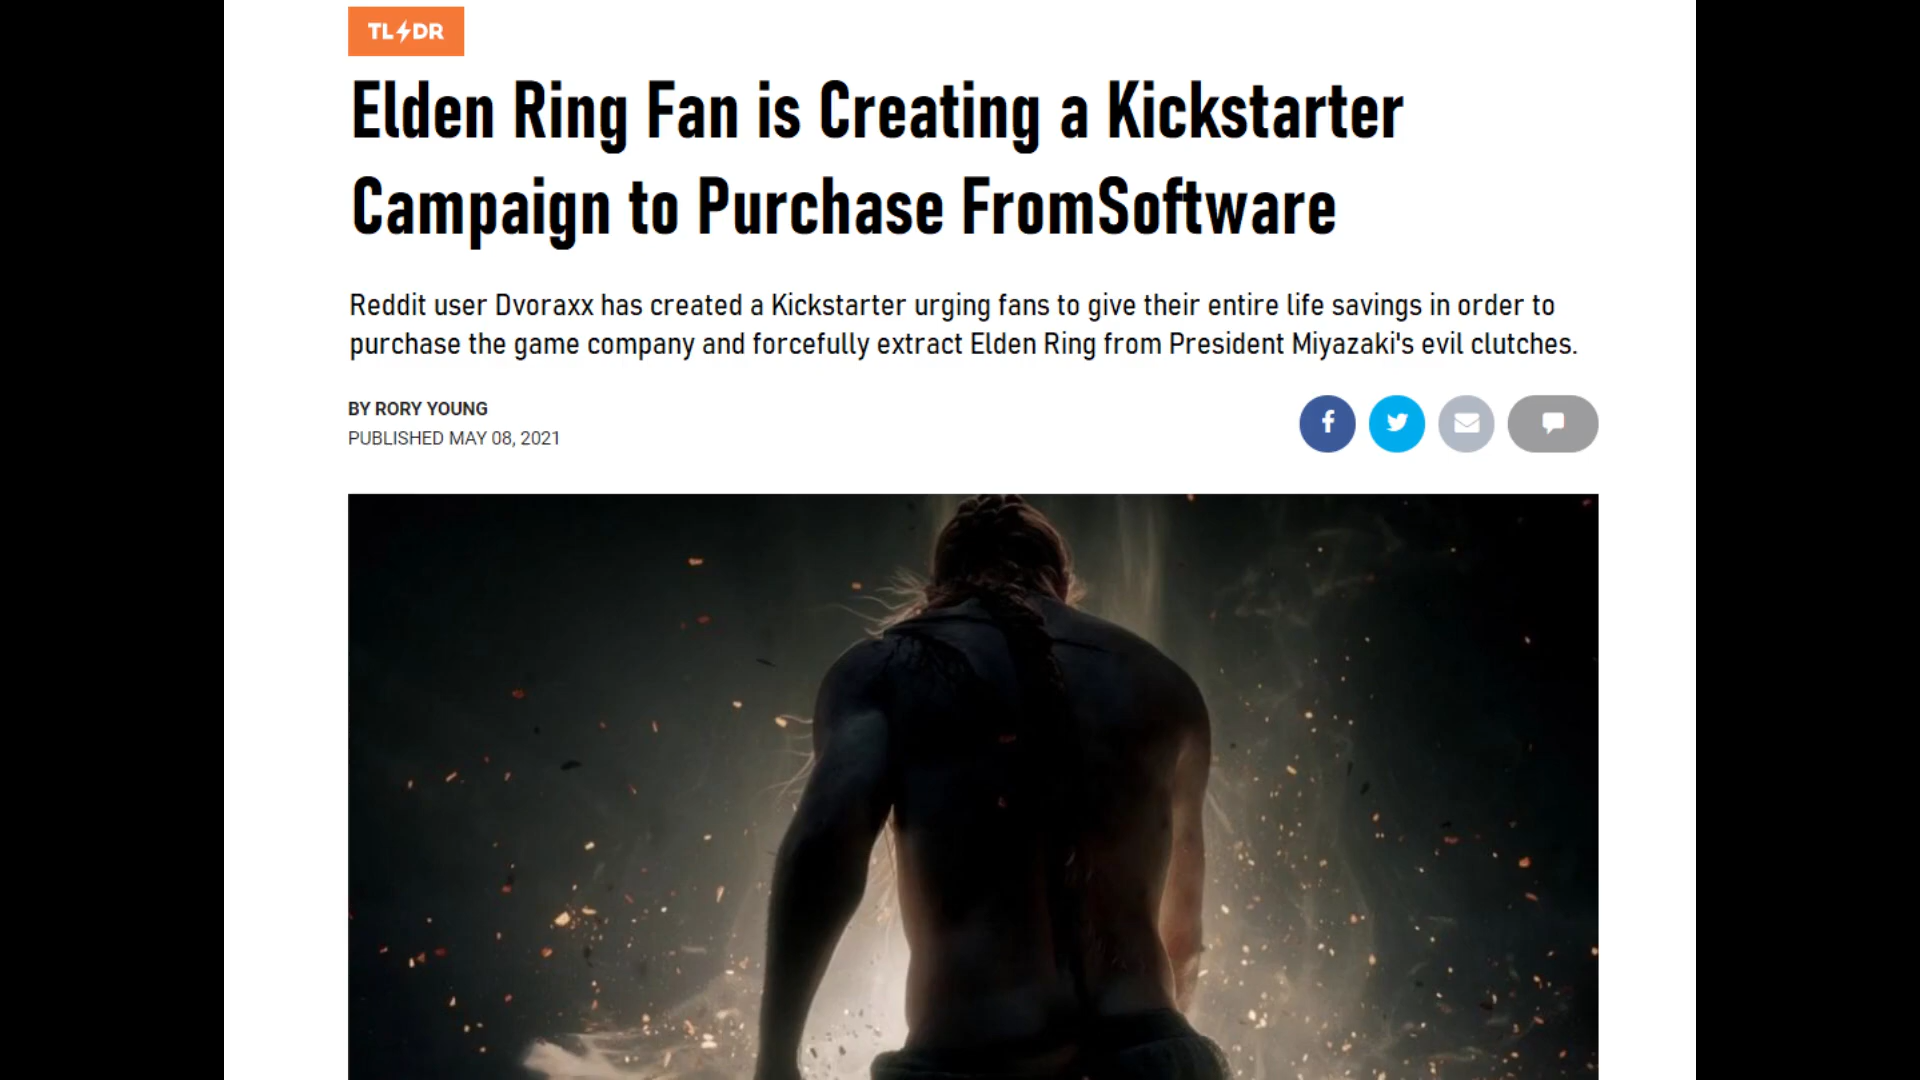 TL DR
Elden Ring Fan is Creating a Kickstarter
Campaign to Purchase FromSoftware
Reddit user Dvoraxx has created a Kickstarter urging fans to give their entire life savings in order to
purchase the game company and forcefully extract Elden Ring from President Miyazaki's evil clutches.
BY RORY YOUNG
PUBLISHED MAY 08, 2021